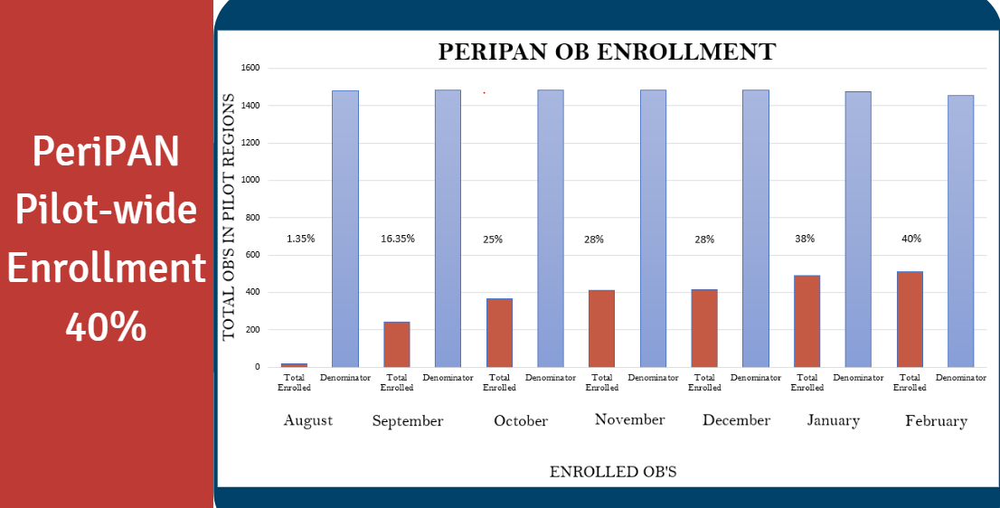 PeriPAN
Pilot-wide
Enrollment
40%
PERIPAN OB ENROLLMENT
TOTAL OB'S IN PILOT REGIONS
1600
1400
1200
1000
800
600
400
200
0
1.35% 16.35% 25% 28% 28% 38% 40%
Total Enrolled Denominator Total Enrolled Denominator Total Enrolled Denominator Total Enrolled Denominator Total Enrolled Denominator Total Enrolled Denominator Total Enrolled Denominator
August September October November December January February
ENROLLED OB'S